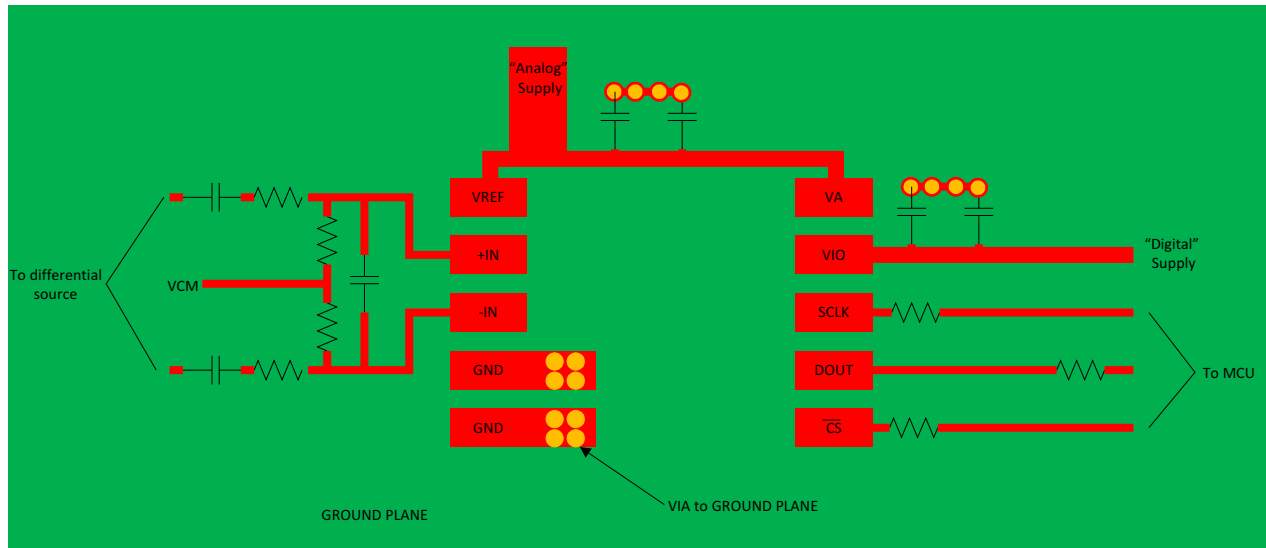 “Analog”
Supply
VREF
VA
+IN
VIO
“Digital”
Supply
To differential
source
VCM
-IN
SCLK
GND
DOUT
To MCU
GND
CS
VIA to GROUND PLANE
GROUND PLANE